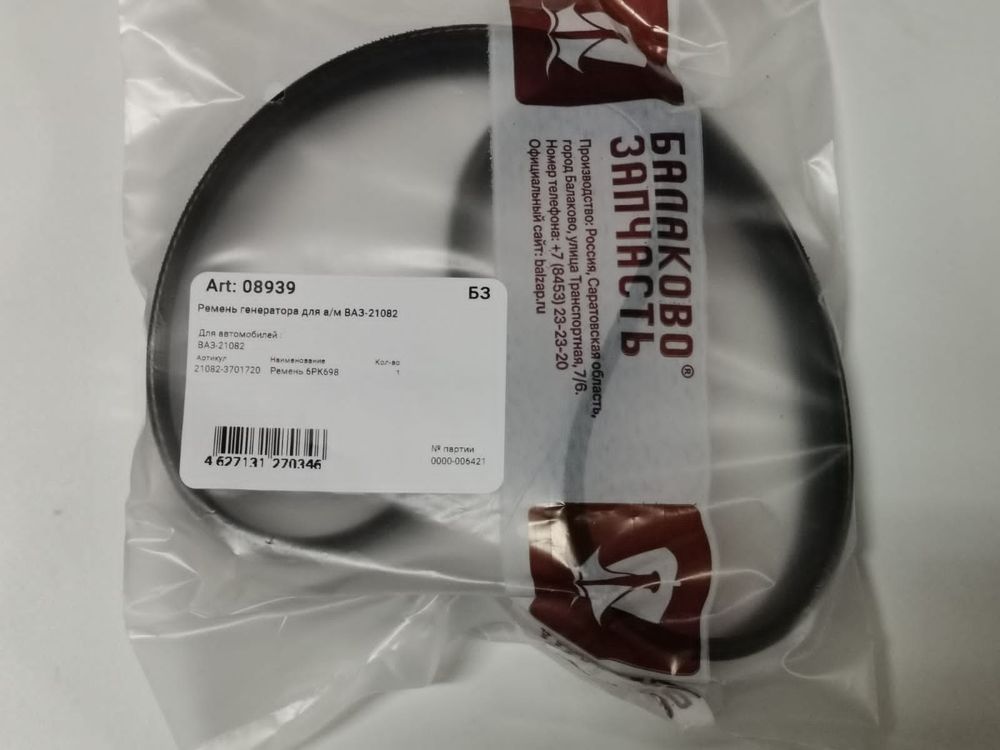 Art: 08939
БЗ
Ремень генератора для а/м ВАЗ-21082
Для автомобилей :
ВАЗ-21082
Артикул Наименование Кол-во
21082-3701720 Ремень 6РК698 1
4 627131 270346
№ партии
0000-006421
БАЛАКОВО®
ЗАПЧАСТЬ
Производство: Россия, Саратовская область,
город Балаково, улица Транспортная, 7/6.
Номер телефона: +7 (8453) 23-23-20
Официальный сайт: balzap.ru